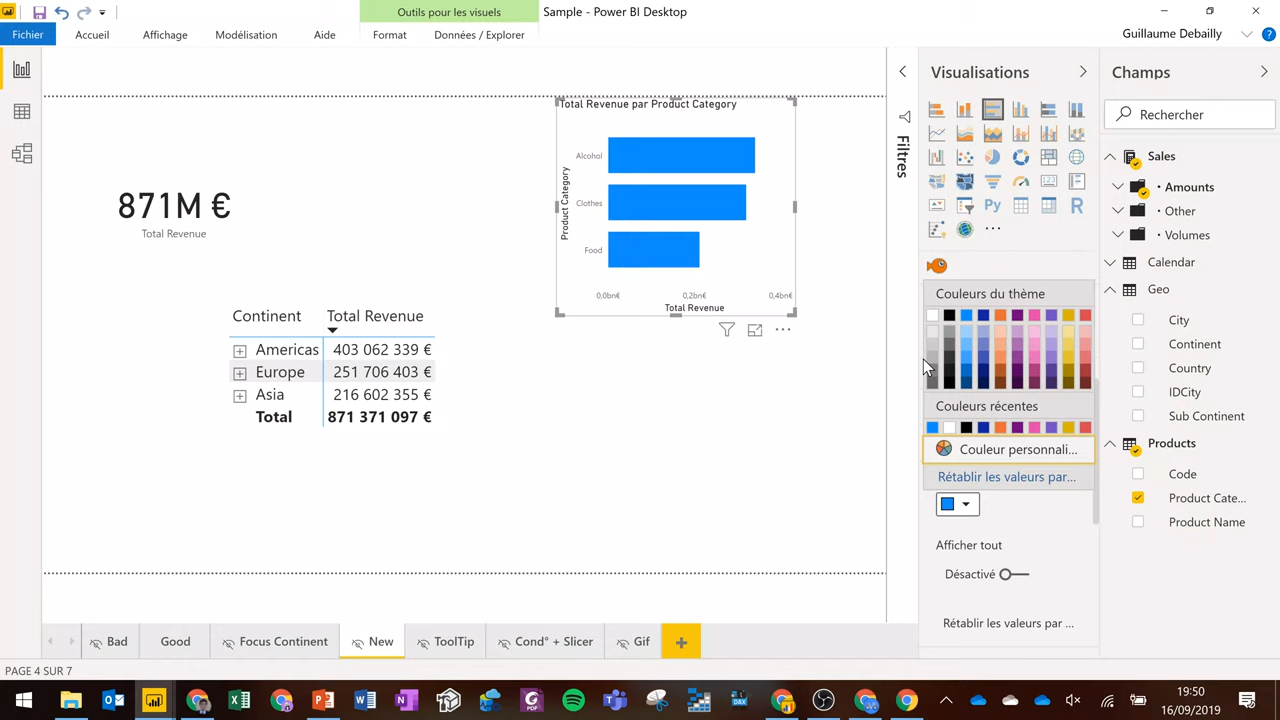 Outils pour les visuels
Sample - Power BI Desktop
Fichier
Accueil
Affichage
Modélisation
Aide
Format
Données / Explorer
Guillaume Debailly
?
Total Revenue par Product Category
Product Category
Alcohol
Clothes
Food
0,0bn€
0,2bn€
0,4bn€
Total Revenue
871M €
Total Revenue
Continent Total Revenue
Americas 403 062 339 €
Europe 251 706 403 €
Asia 216 602 355 €
Total 871 371 097 €
Filtres
Visualisations
123
Py
R
Couleurs du thème
Couleurs récentes
Couleur personnali...
Rétablir les valeurs par...
Afficher tout
Désactivé
Rétablir les valeurs par ...
Champs
Rechercher
Sales
· Amounts
· Other
· Volumes
Calendar
Geo
City
Continent
Country
IDCity
Sub Continent
Products
Code
Product Cate...
Product Name
Bad
Good
Focus Continent
New
ToolTip
Cond° + Slicer
Gif
PAGE 4 SUR 7
19:50
16/09/2019